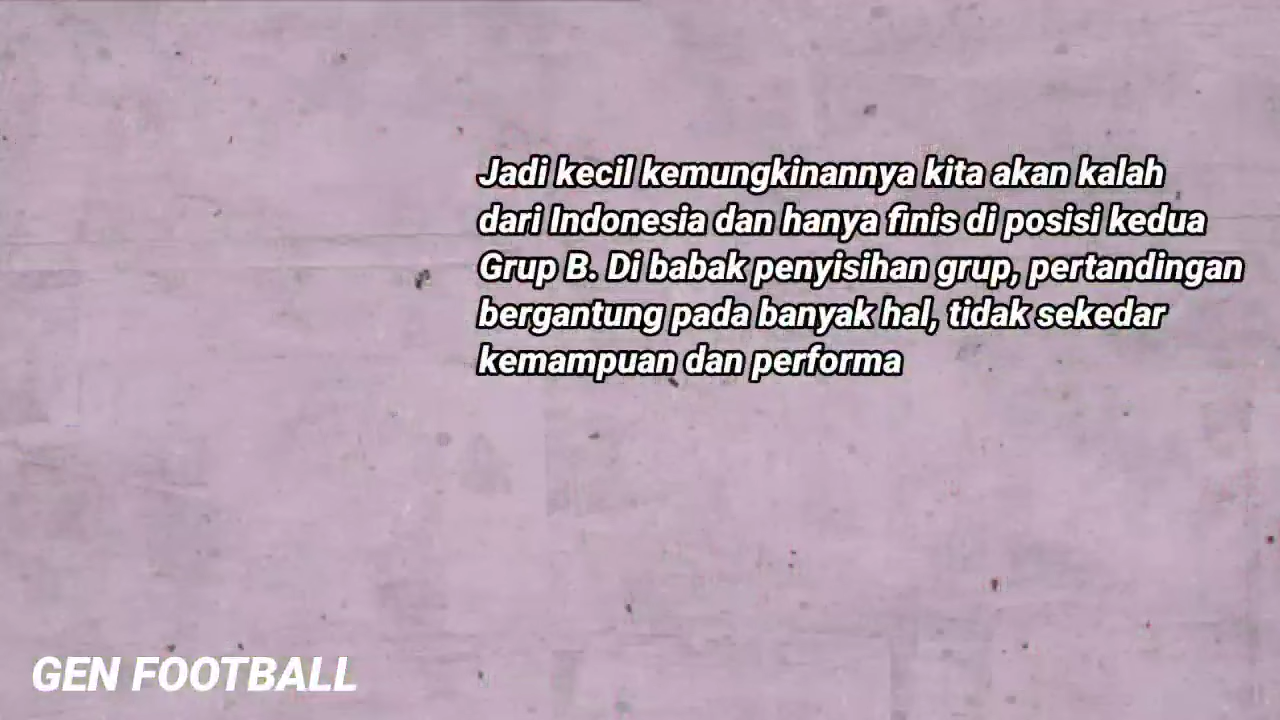 Jadi kecil kemungkinannya kita akan kalah
dari Indonesia dan hanya finis di posisi kedua
Grup B. Di babak penyisihan grup, pertandingan
bergantung pada banyak hal, tidak sekedar
kemampuan dan performa
GEN FOOTBALL